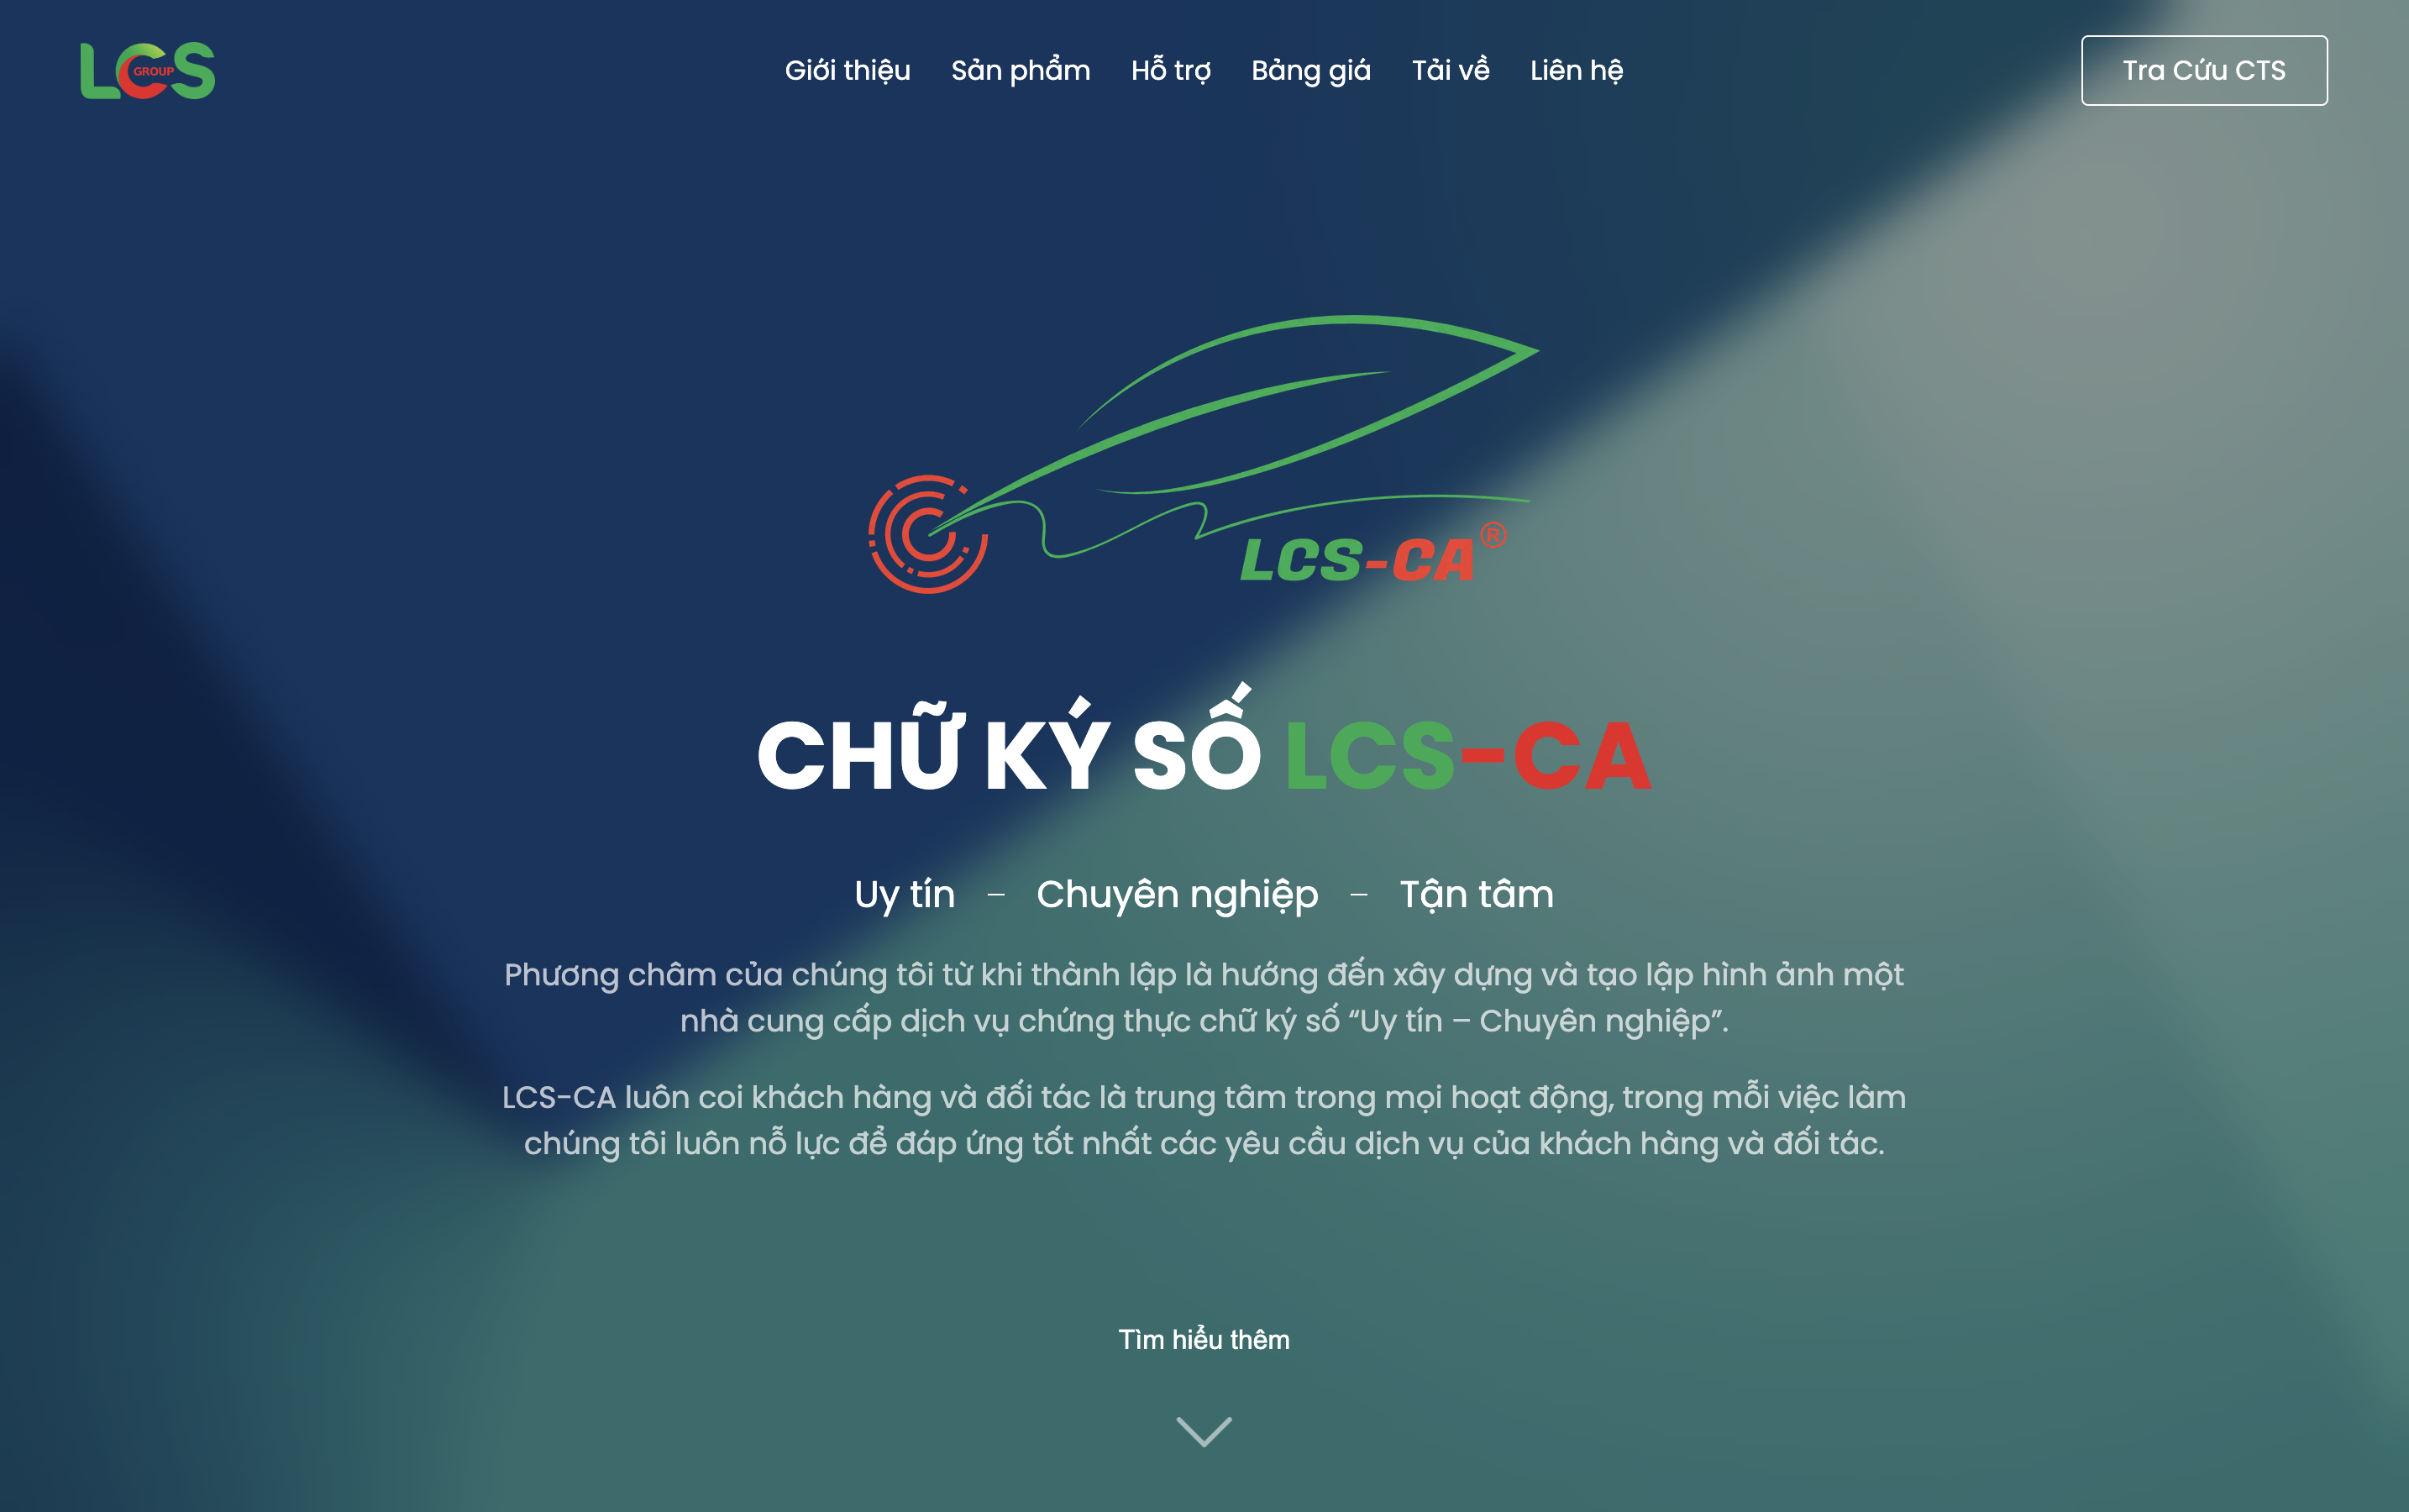 LCS
GROUP
Giới thiệu
Sản phẩm
Hỗ trợ
Bảng giá
Tải về
Liên hệ
Tra Cứu CTS
LCS-CA®
CHỮ KÝ SỐ LCS-CA
Uy tín – Chuyên nghiệp – Tận tâm
Phương châm của chúng tôi từ khi thành lập là hướng đến xây dựng và tạo lập hình ảnh một
nhà cung cấp dịch vụ chứng thực chữ ký số “Uy tín – Chuyên nghiệp”.
LCS-CA luôn coi khách hàng và đối tác là trung tâm trong mọi hoạt động, trong mỗi việc làm
chúng tôi luôn nỗ lực để đáp ứng tốt nhất các yêu cầu dịch vụ của khách hàng và đối tác.
Tìm hiểu thêm